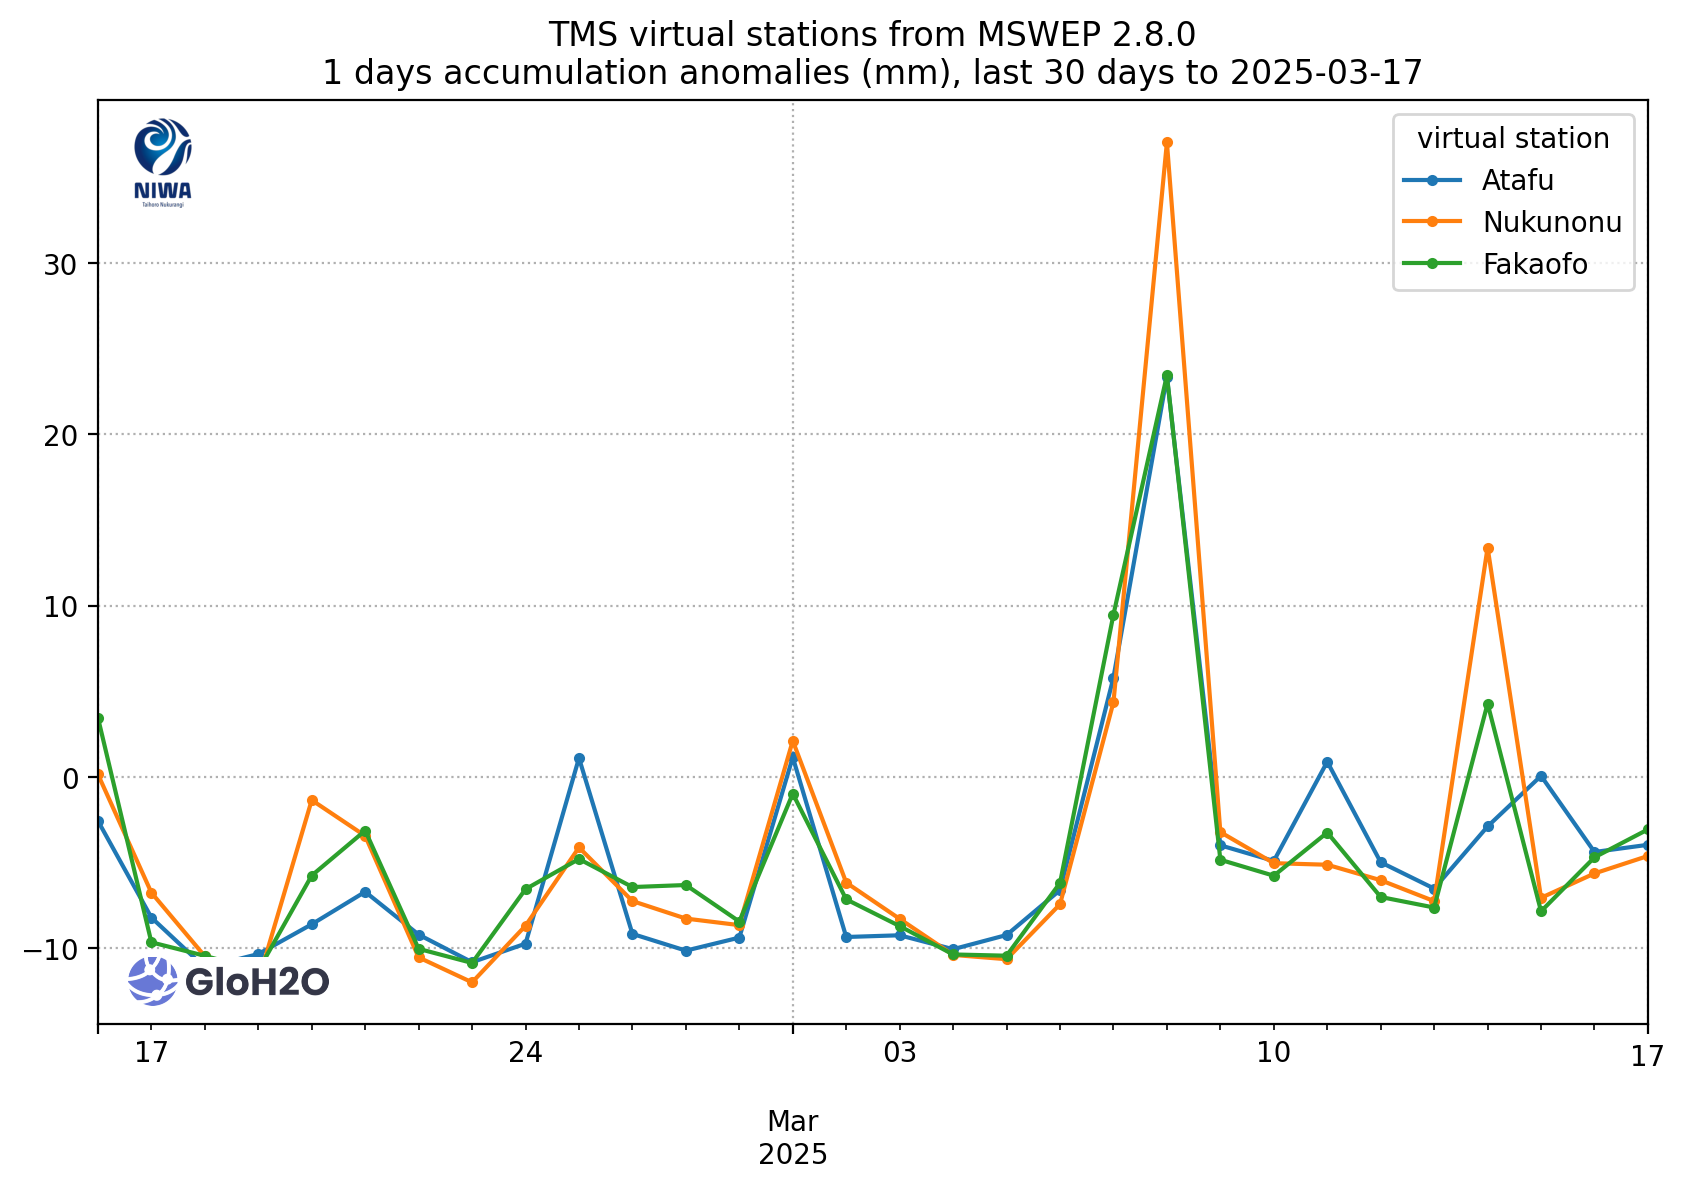 TMS virtual stations from MSWEP 2.8.0
1 days accumulation anomalies (mm), last 30 days to 2025-03-17
NIWA
Taihoro Nukurangi
virtual station
Atafu
Nukunonu
Fakaofo
30
20
10
0
−10
GloH2O
17
24
03
10
17
Mar
2025